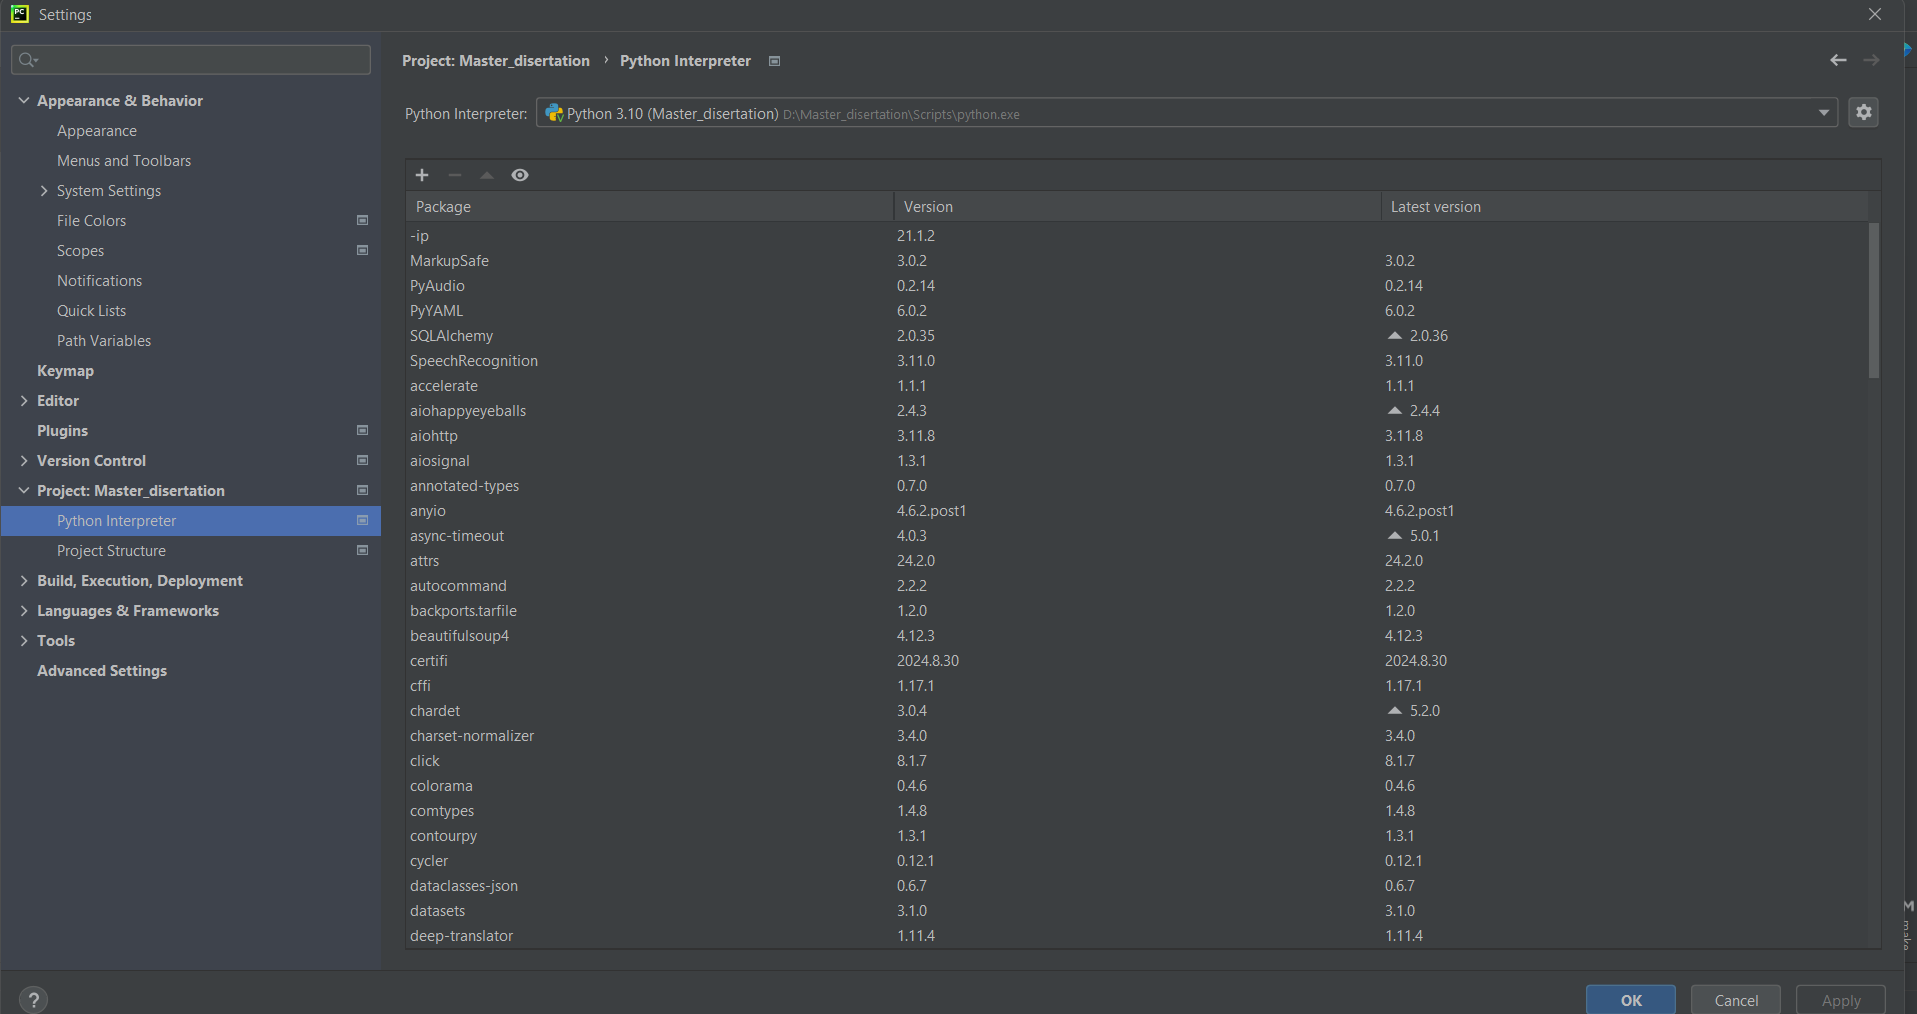 PC Settings
Appearance & Behavior
Appearance
Menus and Toolbars
System Settings
File Colors
Scopes
Notifications
Quick Lists
Path Variables
Keymap
Editor
Plugins
Version Control
Project: Master_disertation
Python Interpreter
Project Structure
Build, Execution, Deployment
Languages & Frameworks
Tools
Advanced Settings
?
Project: Master_disertation › Python Interpreter
Python Interpreter: Python 3.10 (Master_disertation) D:\Master_disertation\Scripts\python.exe
Package Version Latest version
-ip 21.1.2
MarkupSafe 3.0.2 3.0.2
PyAudio 0.2.14 0.2.14
PyYAML 6.0.2 6.0.2
SQLAlchemy 2.0.35 2.0.36
SpeechRecognition 3.11.0 3.11.0
accelerate 1.1.1 1.1.1
aiohappyeyeballs 2.4.3 2.4.4
aiohttp 3.11.8 3.11.8
aiosignal 1.3.1 1.3.1
annotated-types 0.7.0 0.7.0
anyio 4.6.2.post1 4.6.2.post1
async-timeout 4.0.3 5.0.1
attrs 24.2.0 24.2.0
autocommand 2.2.2 2.2.2
backports.tarfile 1.2.0 1.2.0
beautifulsoup4 4.12.3 4.12.3
certifi 2024.8.30 2024.8.30
cffi 1.17.1 1.17.1
chardet 3.0.4 5.2.0
charset-normalizer 3.4.0 3.4.0
click 8.1.7 8.1.7
colorama 0.4.6 0.4.6
comtypes 1.4.8 1.4.8
contourpy 1.3.1 1.3.1
cycler 0.12.1 0.12.1
dataclasses-json 0.6.7 0.6.7
datasets 3.1.0 3.1.0
deep-translator 1.11.4 1.11.4
OK Cancel Apply
M
make